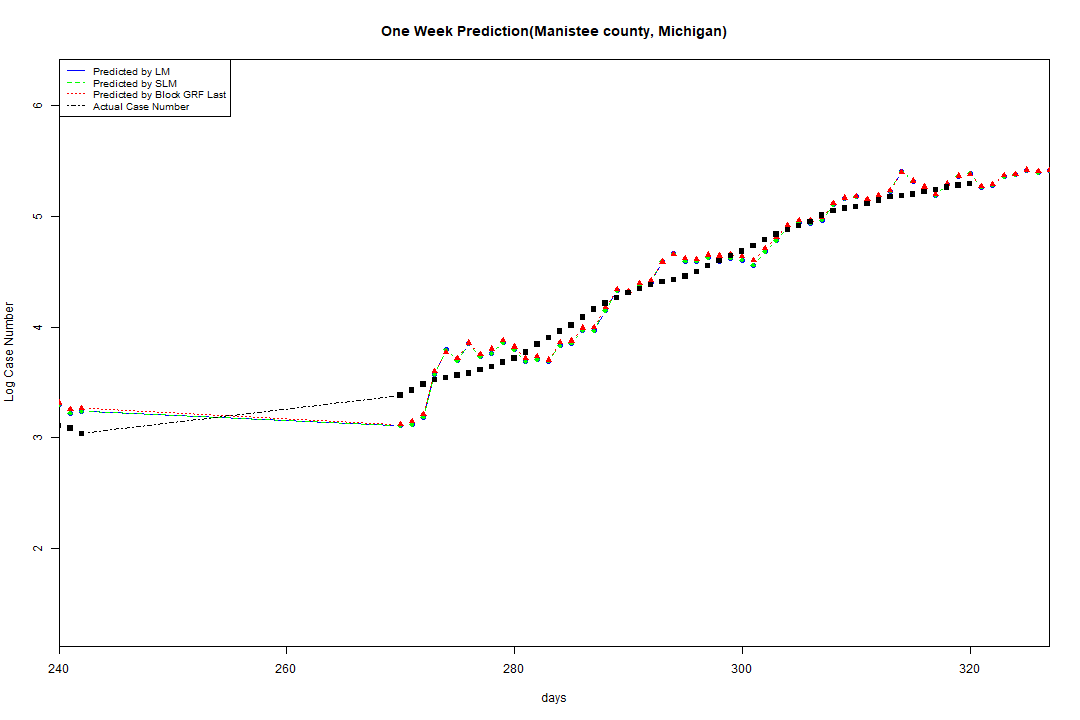 One Week Prediction(Manistee county, Michigan)
Predicted by LM
Predicted by SLM
Predicted by Block GRF Last
Actual Case Number
6
5
4
3
2
Log Case Number
240 260 280 300 320
days